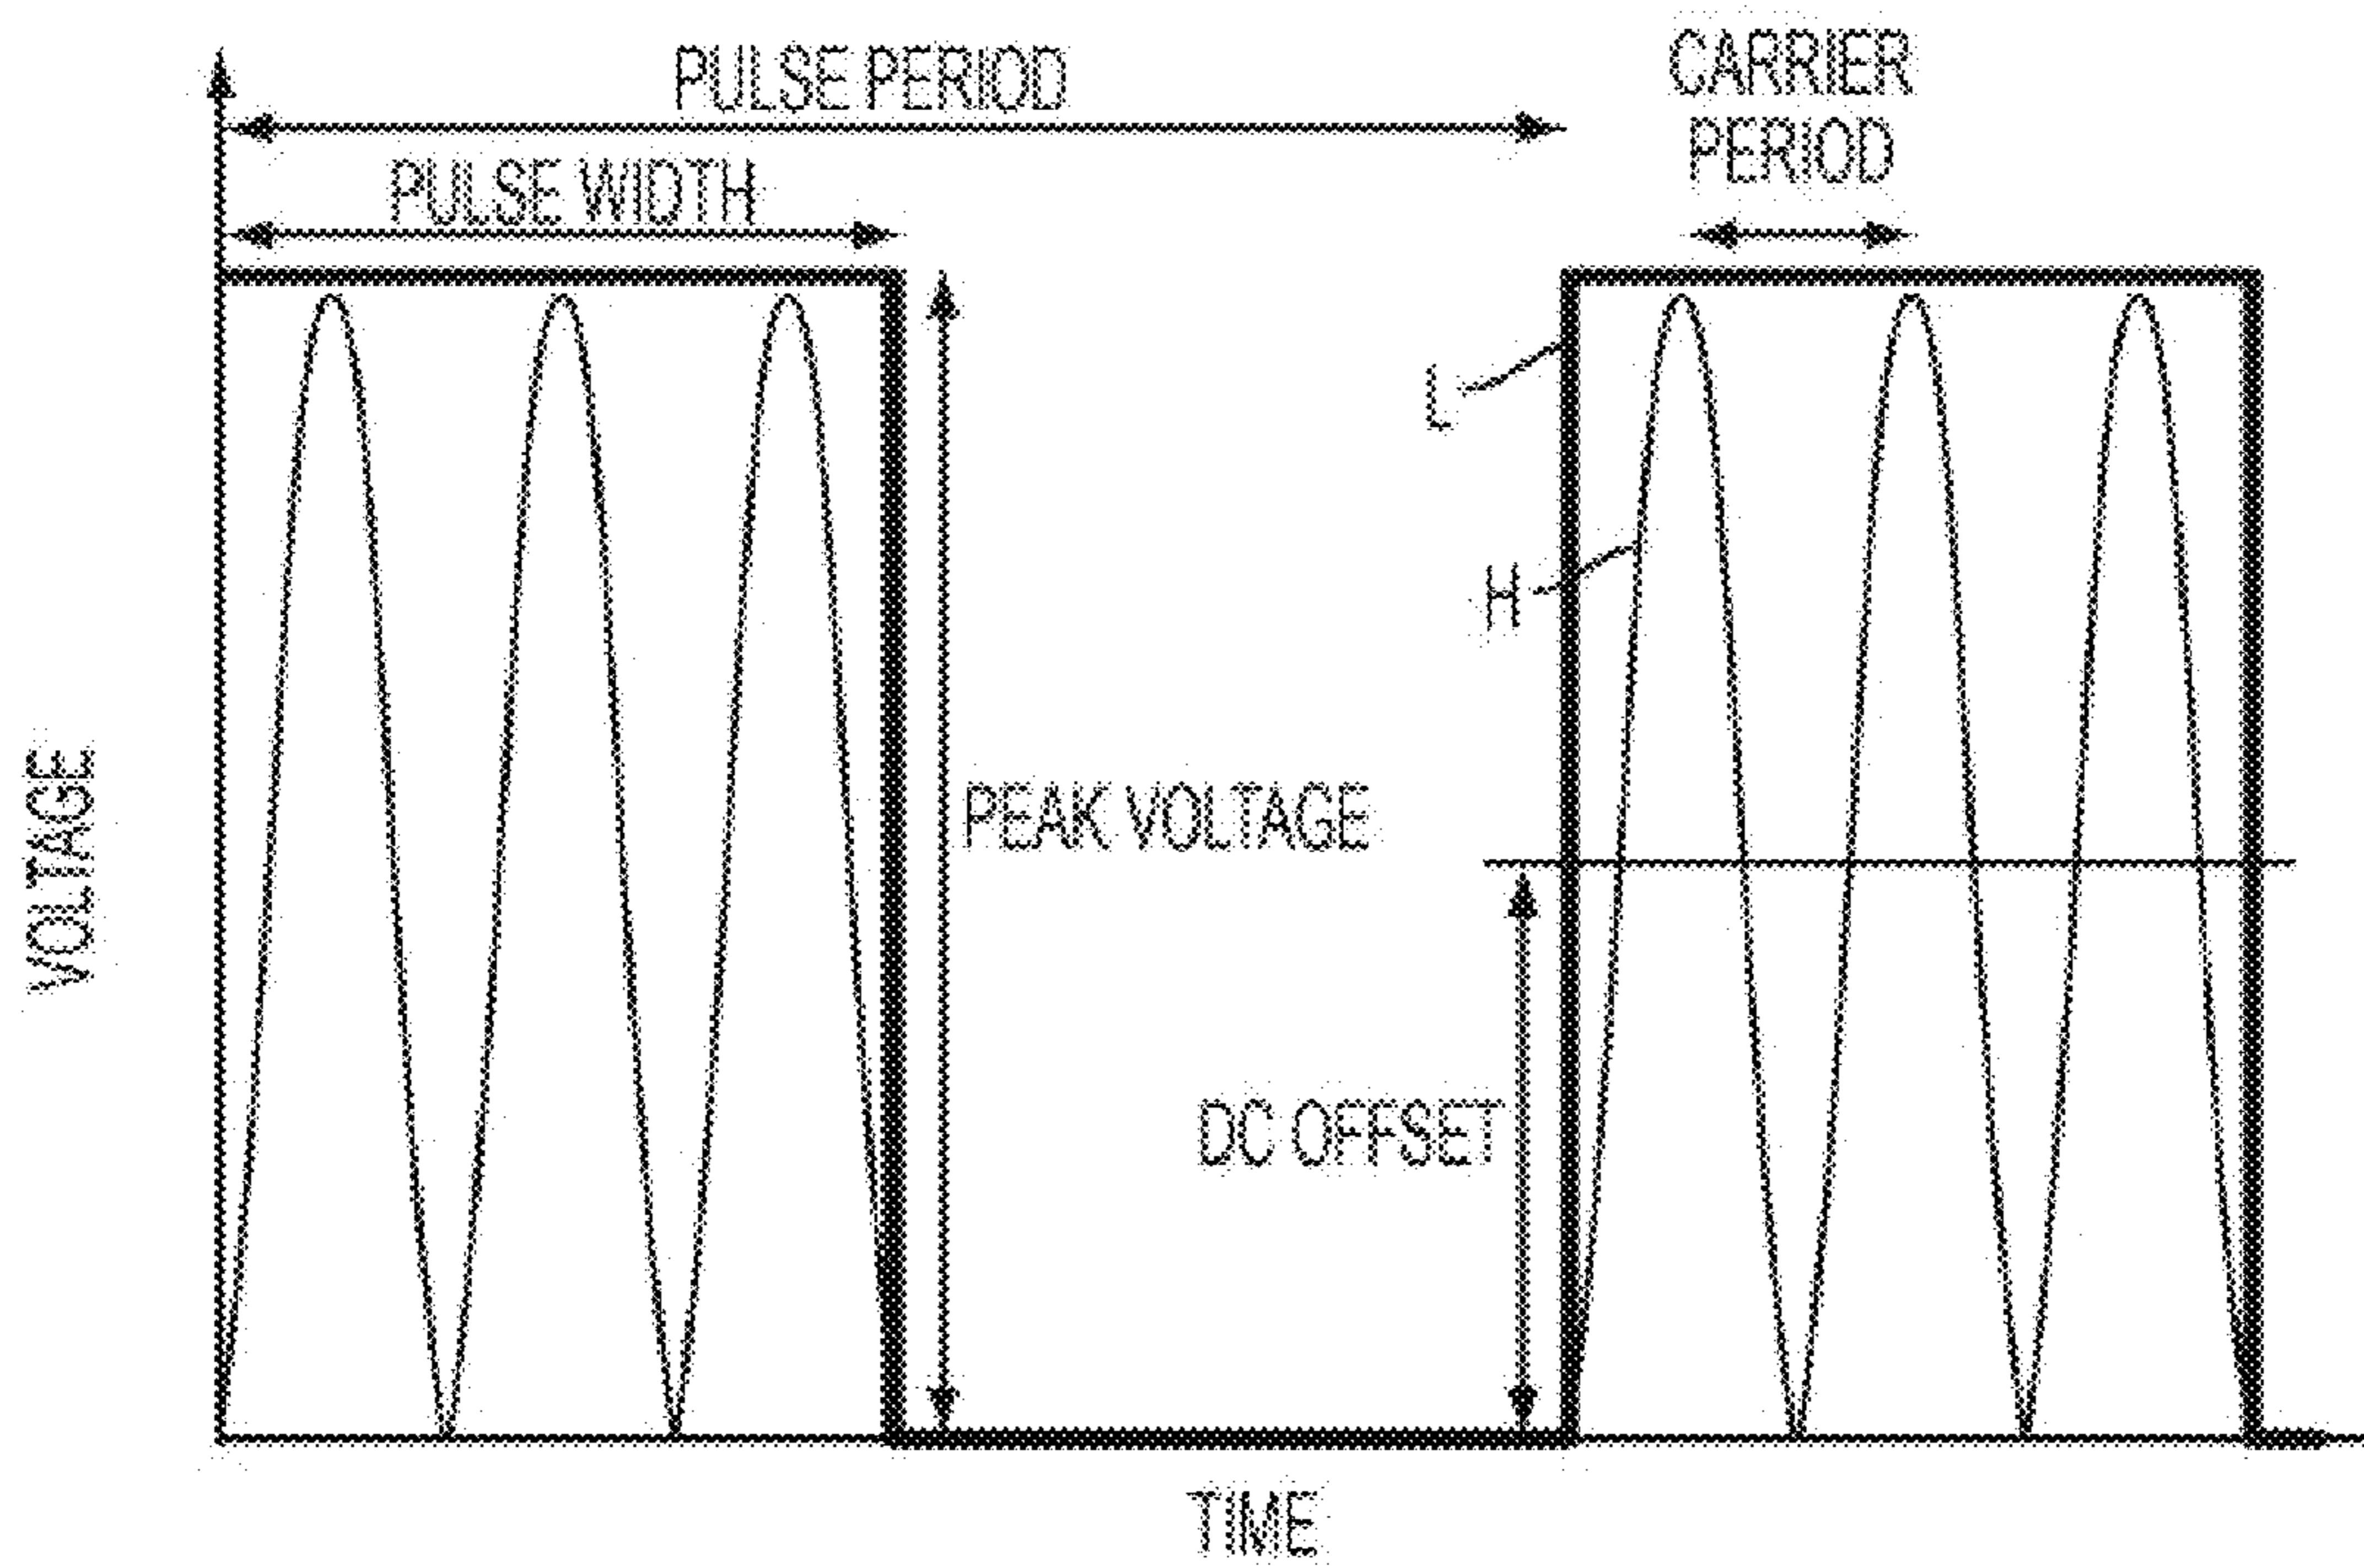 PULSE PERIOD
CARRIER
PERIOD
PULSE WIDTH
L
H
VOLTAGE
PEAK VOLTAGE
DC OFFSET
TIME